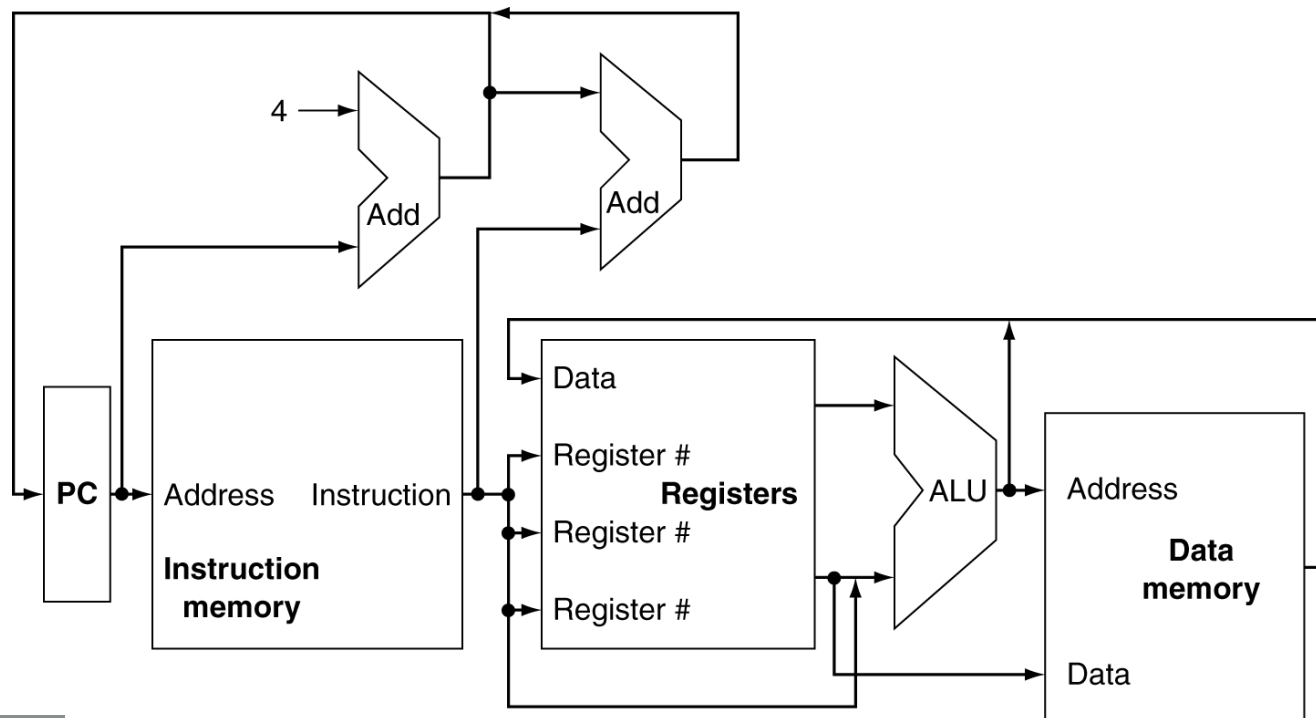 4
Add
Add
Data
Register #
Registers
Register #
Register #
PC
Address
Instruction
Instruction
memory
ALU
Address
Data
memory
Data